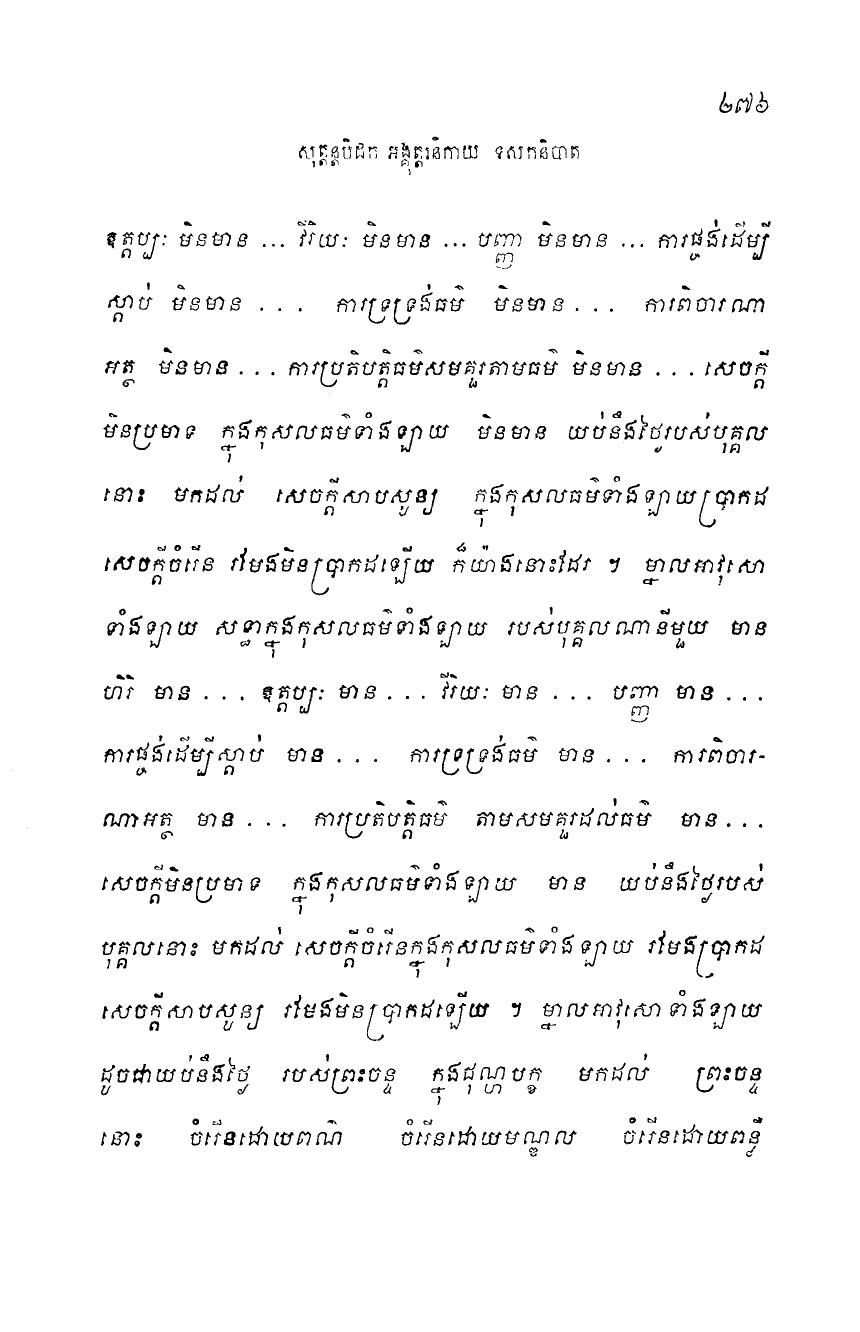 ២៧៦
សុត្តន្តបិដក អង្គុត្តរនិកាយ ទសកនិបាត
ឧត្តប្បៈ មិនមាន ... វីរិយៈ មិនមាន ... បញ្ញា មិនមាន ... ការផ្ចង់ដើម្បី
ស្តាប់ មិនមាន . . . ការទ្រទ្រង់ធម៌ មិនមាន . . . ការពិចារណា
អត្ថ មិនមាន . . . ការប្រតិបត្តិធម៌សមគួរតាមធម៌ មិនមាន . . . សេចក្តី
មិនប្រមាទ ក្នុងកុសលធម៌ទាំងឡាយ មិនមាន យប់នឹងថ្ងៃរបស់បុគ្គល
នោះ មកដល់ សេចក្តីសាបសូន្យ ក្នុងកុសលធម៌ទាំងឡាយប្រាកដ
សេចក្តីចំរើន រមែងមិនប្រាកដឡើយ ក៏យ៉ាងនោះដែរ ។ ម្នាលអាវុសោ
ទាំងឡាយ សទ្ធាក្នុងកុសលធម៌ទាំងឡាយ របស់បុគ្គលណានីមួយ មាន
ហិរិ មាន . . . ឧត្តប្បៈ មាន . . . វីរិយៈ មាន . . . បញ្ញា មាន . . .
ការផ្ចង់ដើម្បីស្តាប់ មាន . . . ការទ្រទ្រង់ធម៌ មាន . . . ការពិចារ-
ណាអត្ថ មាន . . . ការប្រតិបត្តិធម៌ តាមសមគួរដល់ធម៌ មាន . . .
សេចក្តីមិនប្រមាទ ក្នុងកុសលធម៌ទាំងឡាយ មាន យប់នឹងថ្ងៃរបស់
បុគ្គលនោះ មកដល់ សេចក្តីចំរើនក្នុងកុសលធម៌ទាំងឡាយ រមែងប្រាកដ
សេចក្តីសាបសូន្យ រមែងមិនប្រាកដឡើយ ។ ម្នាលអាវុសោទាំងឡាយ
ដូចជាយប់នឹងថ្ងៃ របស់ព្រះចន្ទ ក្នុងជុណ្ហបក្ខ មកដល់ ព្រះចន្ទ
នោះ ចំរើនដោយពណ៌ ចំរើនដោយមណ្ឌល ចំរើនដោយពន្លឺ